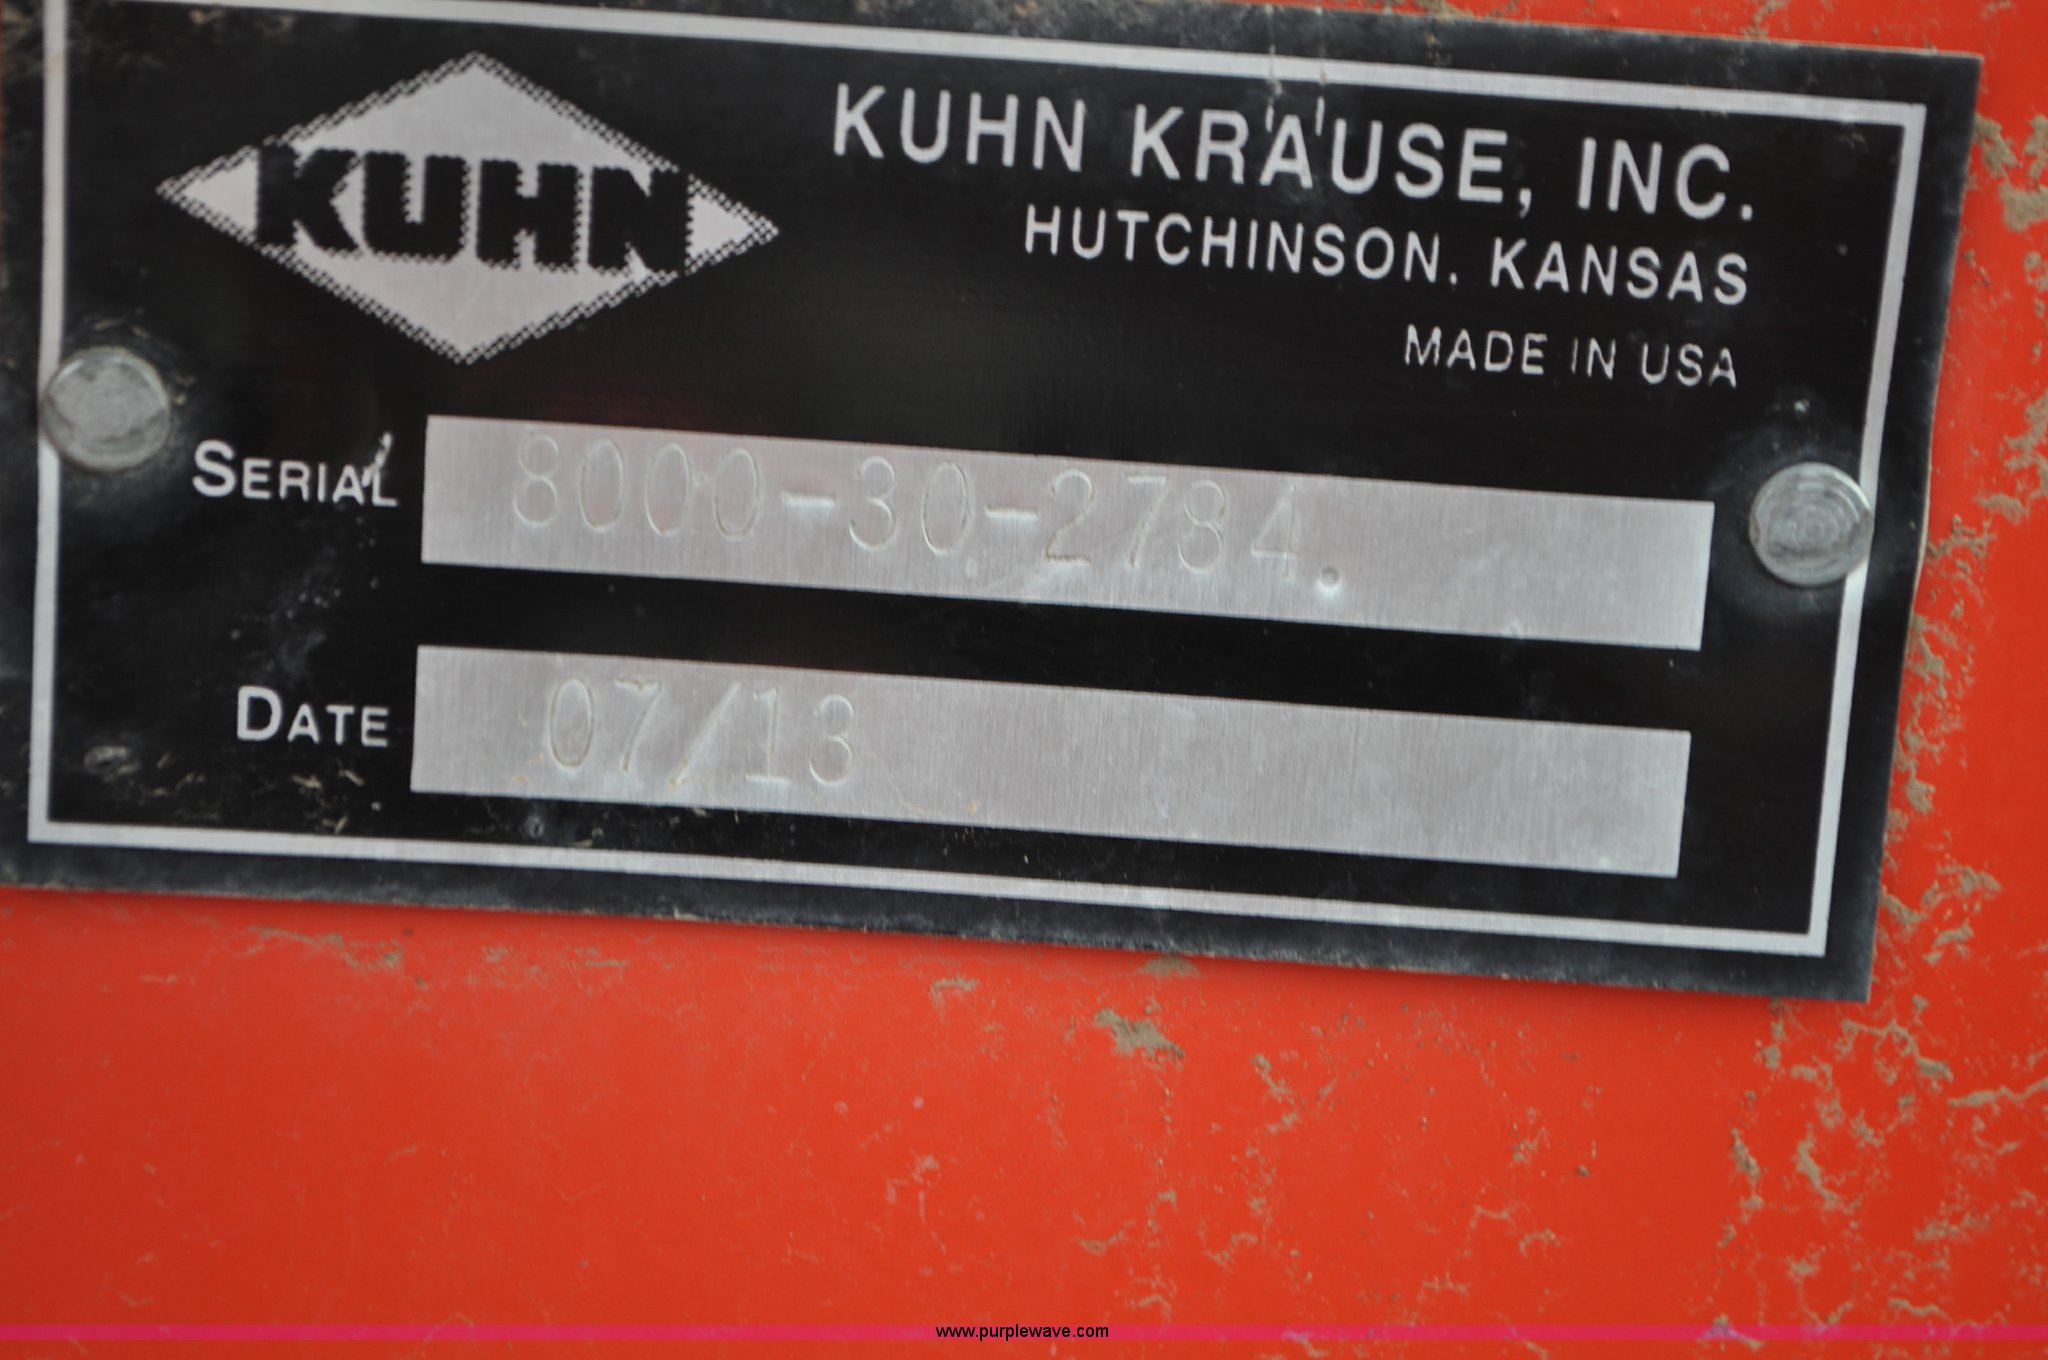 KUHN
KUHN KRAUSE, INC.
HUTCHINSON, KANSAS
MADE IN USA
SERIAL 8000-30-2784.
DATE 07/13
www.purplewave.com